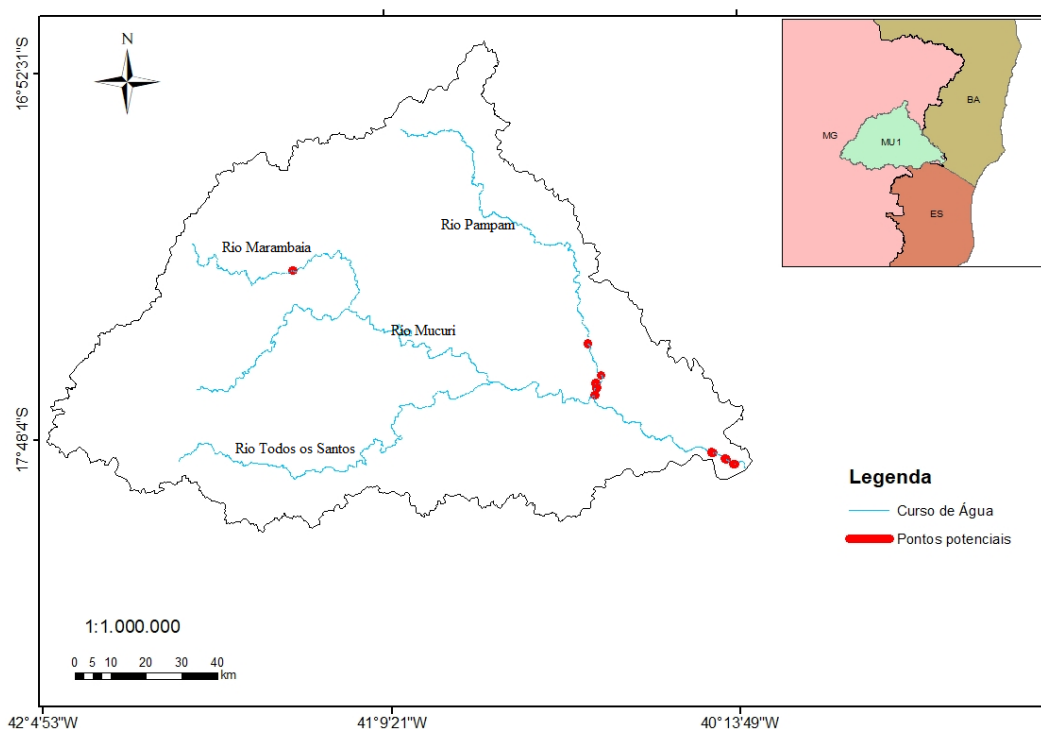 N
16°52'31"S
17°48'4"S
BA
MG
MU1
ES
Rio Pampam
Rio Marambaia
Rio Mucuri
Rio Todos os Santos
Legenda
Curso de Água
Pontos potenciais
1:1.000.000
0 5 10 20 30 40
km
42°4'53"W
41°9'21"W
40°13'49"W